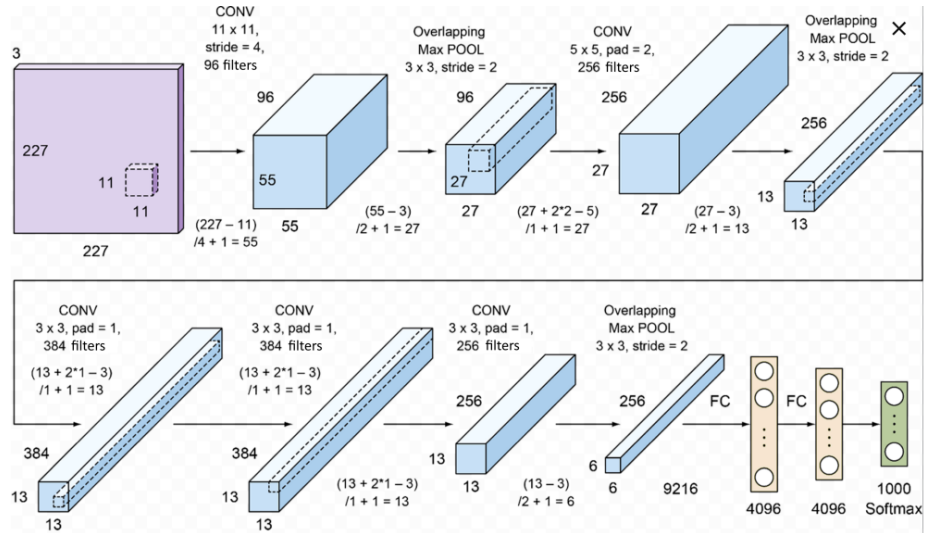 CONV
11 x 11,
stride = 4,
96 filters
Overlapping
Max POOL
3 x 3, stride = 2
CONV
5 x 5, pad = 2,
256 filters
Overlapping
Max POOL
3 x 3, stride = 2
3
227
11
11
227
(227 – 11)
/4 + 1 = 55
96
55
55
(55 – 3)
/2 + 1 = 27
96
27
27
(27 + 2*2 – 5)
/1 + 1 = 27
256
27
27
(27 – 3)
/2 + 1 = 13
256
13
13
CONV
3 x 3, pad = 1,
384 filters
(13 + 2*1 – 3)
/1 + 1 = 13
384
13
13
CONV
3 x 3, pad = 1,
384 filters
(13 + 2*1 – 3)
/1 + 1 = 13
384
13
13
CONV
3 x 3, pad = 1,
256 filters
(13 + 2*1 – 3)
/1 + 1 = 13
256
13
13
Overlapping
Max POOL
3 x 3, stride = 2
(13 – 3)
/2 + 1 = 6
256
6
6
FC
9216
4096
FC
4096
1000
Softmax